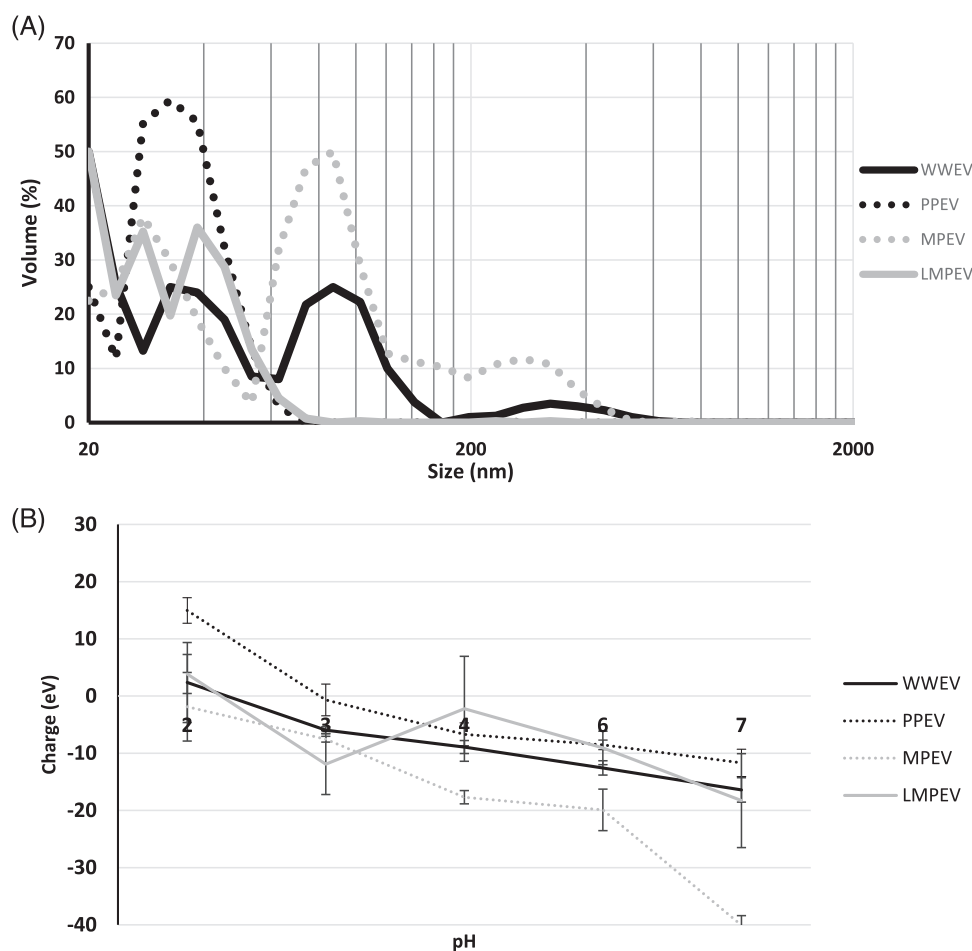 (A)
70
60
50
40
30
20
10
0
Volume (%)
20
200
2000
Size (nm)
WWEV
PPEV
MPEV
LMPEV
(B)
30
20
10
0
-10
-20
-30
-40
Charge (eV)
2
3
4
6
7
pH
WWEV
PPEV
MPEV
LMPEV